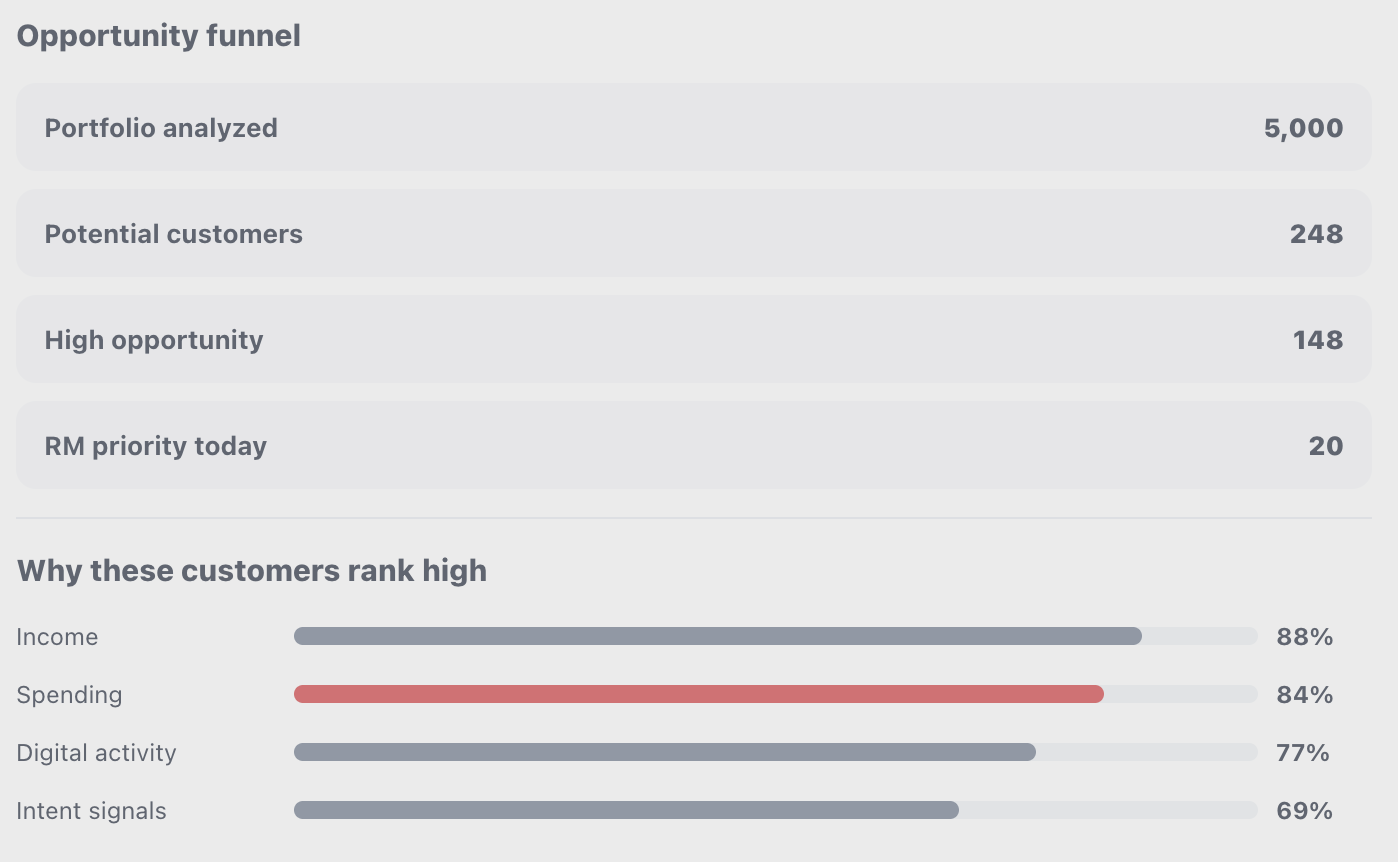 Opportunity funnel
Portfolio analyzed 5,000
Potential customers 248
High opportunity 148
RM priority today 20
Why these customers rank high
Income 88%
Spending 84%
Digital activity 77%
Intent signals 69%